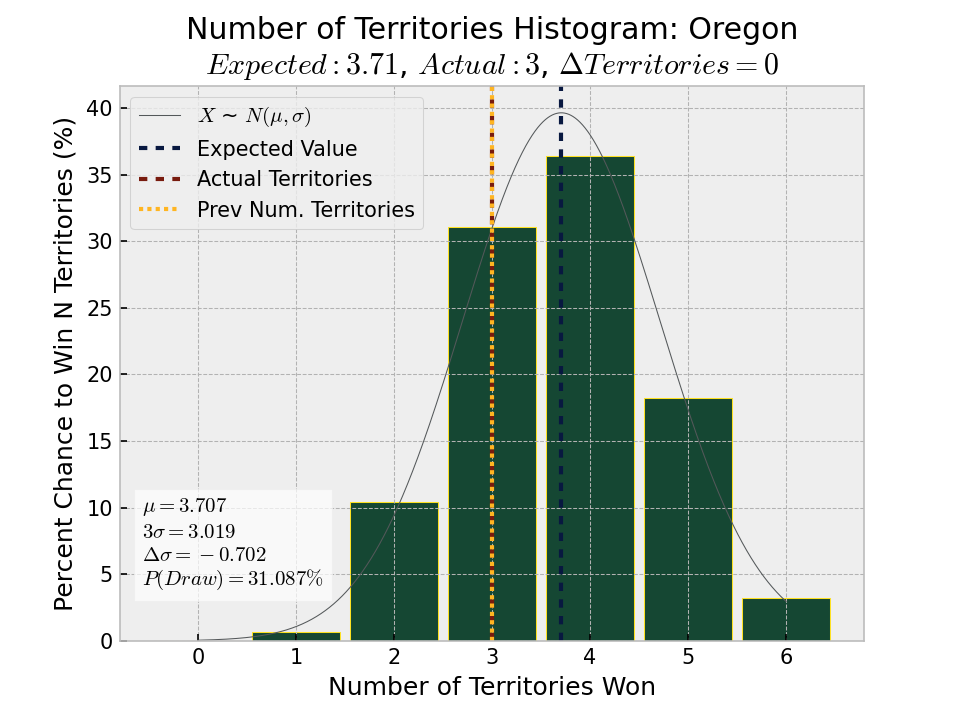 Number of Territories Histogram: Oregon
Expected : 3.71, Actual : 3, ΔTerritories = 0
Percent Chance to Win N Territories (%)
40
35
30
25
20
15
10
5
0
X ∼ N(μ, σ)
Expected Value
Actual Territories
Prev Num. Territories
μ = 3.707
3σ = 3.019
Δσ = −0.702
P(Draw) = 31.087%
0 1 2 3 4 5 6
Number of Territories Won